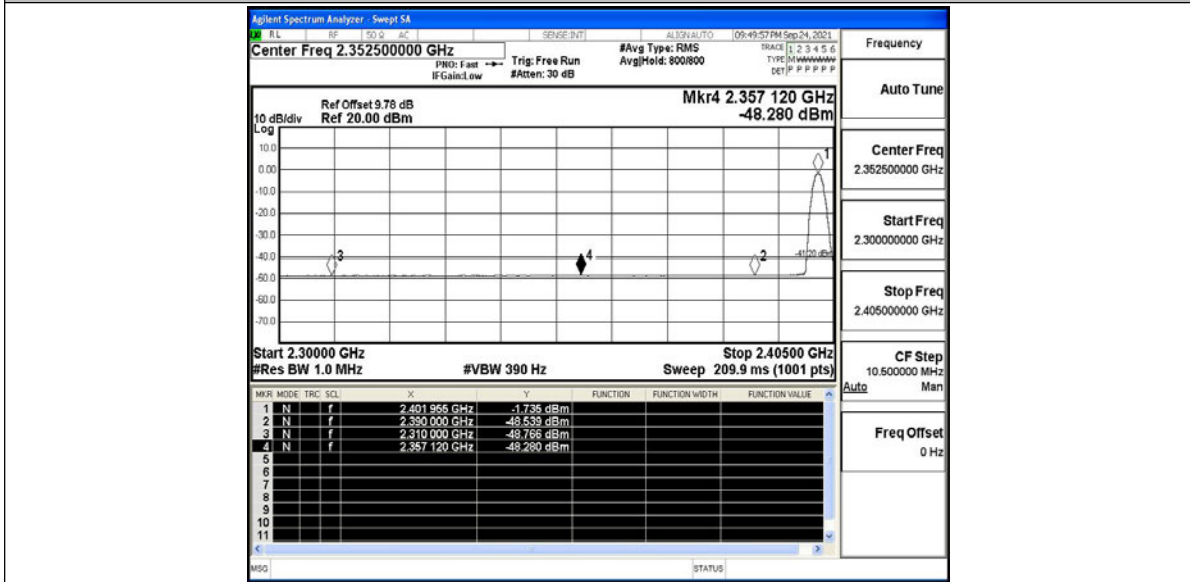 Agilent Spectrum Analyzer - Swept SA
RL RF 50 Ω AC SENSE:INT ALIGN AUTO 09:49:57 PM Sep 24, 2021
Center Freq 2.352500000 GHz #Avg Type: RMS TRACE 1 2 3 4 5 6
PNO: Fast Trig: Free Run Avg|Hold: 800/800 TYPE M
IFGain:Low #Atten: 30 dB DET P P P P P P
Mkr4 2.357 120 GHz
-48.280 dBm
Ref Offset 9.78 dB
10 dB/div Ref 20.00 dBm
Log
10.0
0.00
-10.0
-20.0
-30.0
-40.0
-50.0
-60.0
-70.0
1
2
3
4
-41.20 dBm
Start 2.30000 GHz Stop 2.40500 GHz
#Res BW 1.0 MHz #VBW 390 Hz Sweep 209.9 ms (1001 pts)
MKR MODE TRC SCL X Y FUNCTION FUNCTION WIDTH FUNCTION VALUE
1 N f 2.401 955 GHz -1.735 dBm
2 N f 2.390 000 GHz -48.539 dBm
3 N f 2.310 000 GHz -48.766 dBm
4 N f 2.357 120 GHz -48.280 dBm
5
6
7
8
9
10
11
MSG STATUS
Frequency
Auto Tune
Center Freq
2.352500000 GHz
Start Freq
2.300000000 GHz
Stop Freq
2.405000000 GHz
CF Step
10.500000 MHz
Auto Man
Freq Offset
0 Hz